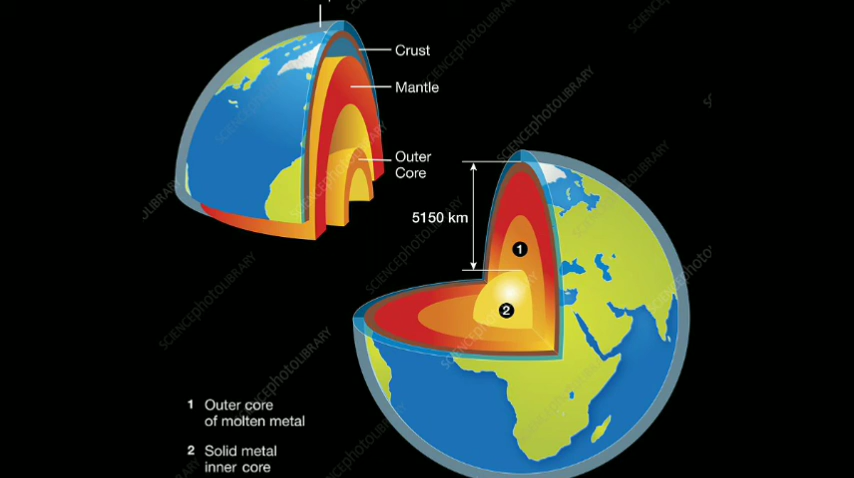 Crust
Mantle
Outer
Core
5150 km
1
2
1 Outer core
of molten metal
2 Solid metal
inner core
SCIENCEphotoLIBRARY